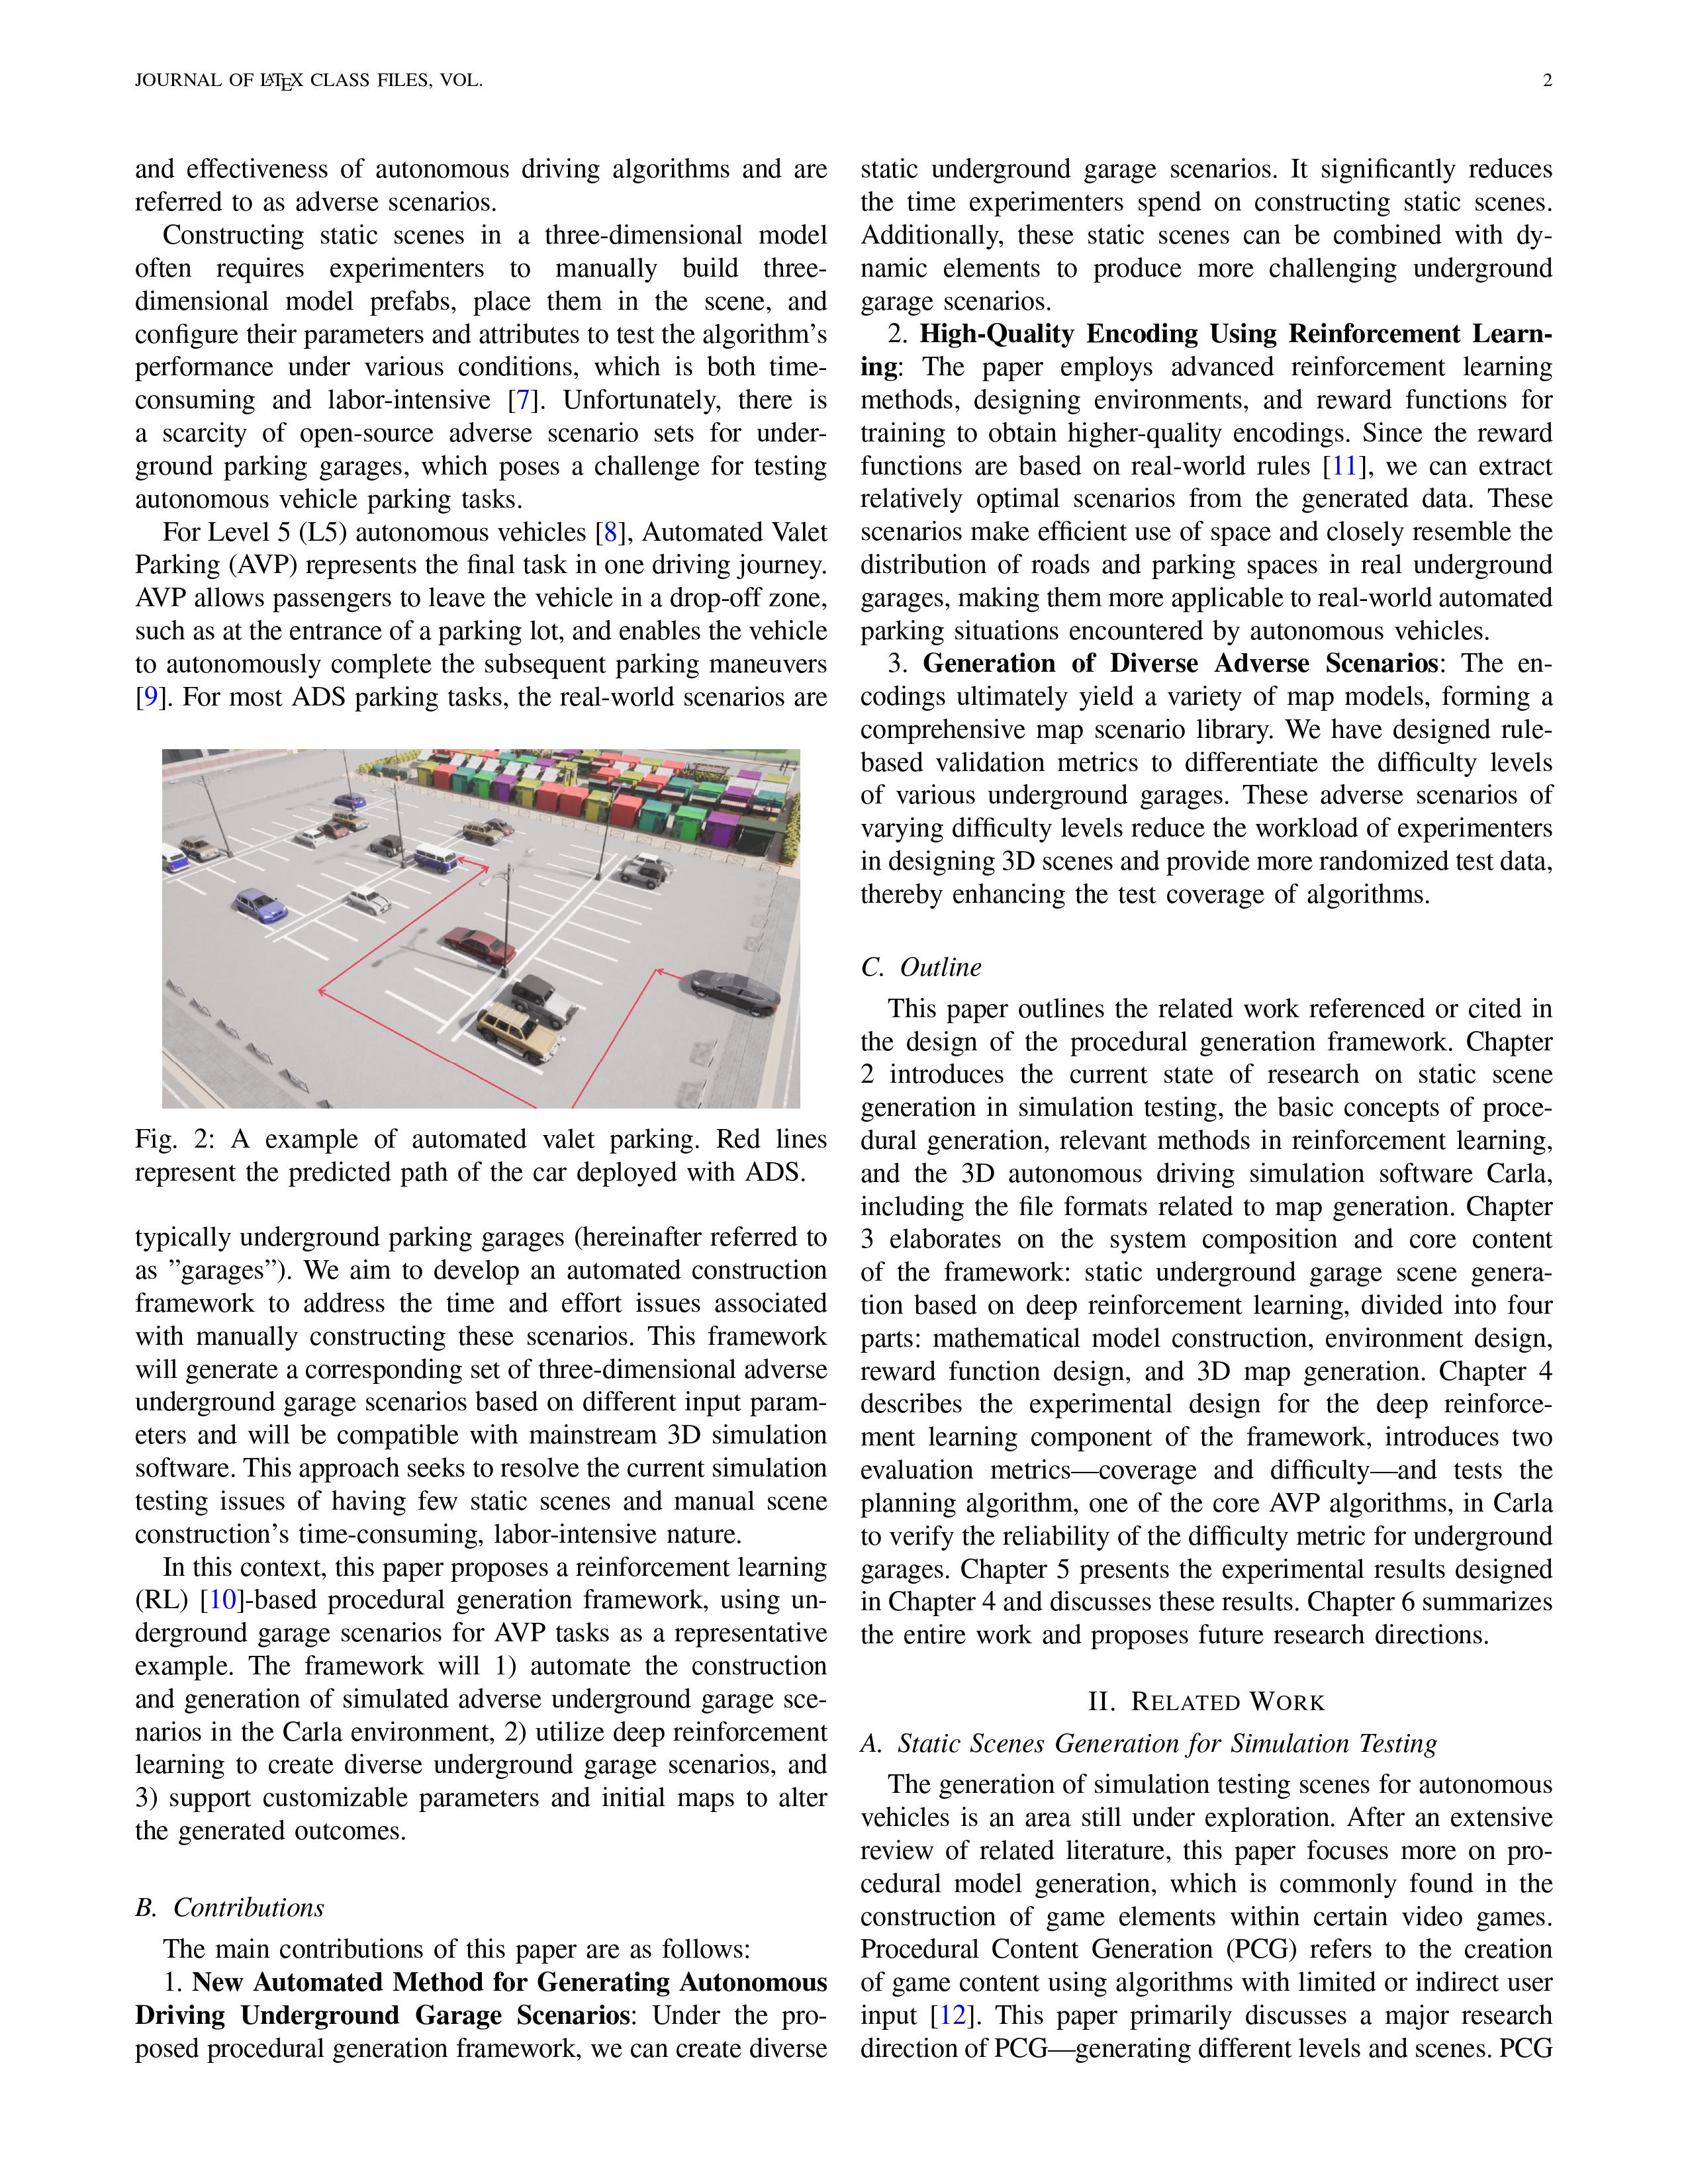 JOURNAL OF LATEX CLASS FILES, VOL.
2
and effectiveness of autonomous driving algorithms and are
referred to as adverse scenarios.
Constructing static scenes in a three-dimensional model
often requires experimenters to manually build three-
dimensional model prefabs, place them in the scene, and
configure their parameters and attributes to test the algorithm's
performance under various conditions, which is both time-
consuming and labor-intensive [7]. Unfortunately, there is
a scarcity of open-source adverse scenario sets for under-
ground parking garages, which poses a challenge for testing
autonomous vehicle parking tasks.
For Level 5 (L5) autonomous vehicles [8], Automated Valet
Parking (AVP) represents the final task in one driving journey.
AVP allows passengers to leave the vehicle in a drop-off zone,
such as at the entrance of a parking lot, and enables the vehicle
to autonomously complete the subsequent parking maneuvers
[9]. For most ADS parking tasks, the real-world scenarios are
Fig. 2: A example of automated valet parking. Red lines
represent the predicted path of the car deployed with ADS.
typically underground parking garages (hereinafter referred to
as ”garages”). We aim to develop an automated construction
framework to address the time and effort issues associated
with manually constructing these scenarios. This framework
will generate a corresponding set of three-dimensional adverse
underground garage scenarios based on different input param-
eters and will be compatible with mainstream 3D simulation
software. This approach seeks to resolve the current simulation
testing issues of having few static scenes and manual scene
construction's time-consuming, labor-intensive nature.
In this context, this paper proposes a reinforcement learning
(RL) [10]-based procedural generation framework, using un-
derground garage scenarios for AVP tasks as a representative
example. The framework will 1) automate the construction
and generation of simulated adverse underground garage sce-
narios in the Carla environment, 2) utilize deep reinforcement
learning to create diverse underground garage scenarios, and
3) support customizable parameters and initial maps to alter
the generated outcomes.
B. Contributions
The main contributions of this paper are as follows:
1. New Automated Method for Generating Autonomous
Driving Underground Garage Scenarios: Under the pro-
posed procedural generation framework, we can create diverse
static underground garage scenarios. It significantly reduces
the time experimenters spend on constructing static scenes.
Additionally, these static scenes can be combined with dy-
namic elements to produce more challenging underground
garage scenarios.
2. High-Quality Encoding Using Reinforcement Learn-
ing: The paper employs advanced reinforcement learning
methods, designing environments, and reward functions for
training to obtain higher-quality encodings. Since the reward
functions are based on real-world rules [11], we can extract
relatively optimal scenarios from the generated data. These
scenarios make efficient use of space and closely resemble the
distribution of roads and parking spaces in real underground
garages, making them more applicable to real-world automated
parking situations encountered by autonomous vehicles.
3. Generation of Diverse Adverse Scenarios: The en-
codings ultimately yield a variety of map models, forming a
comprehensive map scenario library. We have designed rule-
based validation metrics to differentiate the difficulty levels
of various underground garages. These adverse scenarios of
varying difficulty levels reduce the workload of experimenters
in designing 3D scenes and provide more randomized test data,
thereby enhancing the test coverage of algorithms.
C. Outline
This paper outlines the related work referenced or cited in
the design of the procedural generation framework. Chapter
2 introduces the current state of research on static scene
generation in simulation testing, the basic concepts of proce-
dural generation, relevant methods in reinforcement learning,
and the 3D autonomous driving simulation software Carla,
including the file formats related to map generation. Chapter
3 elaborates on the system composition and core content
of the framework: static underground garage scene genera-
tion based on deep reinforcement learning, divided into four
parts: mathematical model construction, environment design,
reward function design, and 3D map generation. Chapter 4
describes the experimental design for the deep reinforce-
ment learning component of the framework, introduces two
evaluation metrics—coverage and difficulty—and tests the
planning algorithm, one of the core AVP algorithms, in Carla
to verify the reliability of the difficulty metric for underground
garages. Chapter 5 presents the experimental results designed
in Chapter 4 and discusses these results. Chapter 6 summarizes
the entire work and proposes future research directions.
II. RELATED WORK
A. Static Scenes Generation for Simulation Testing
The generation of simulation testing scenes for autonomous
vehicles is an area still under exploration. After an extensive
review of related literature, this paper focuses more on pro-
cedural model generation, which is commonly found in the
construction of game elements within certain video games.
Procedural Content Generation (PCG) refers to the creation
of game content using algorithms with limited or indirect user
input [12]. This paper primarily discusses a major research
direction of PCG—generating different levels and scenes. PCG